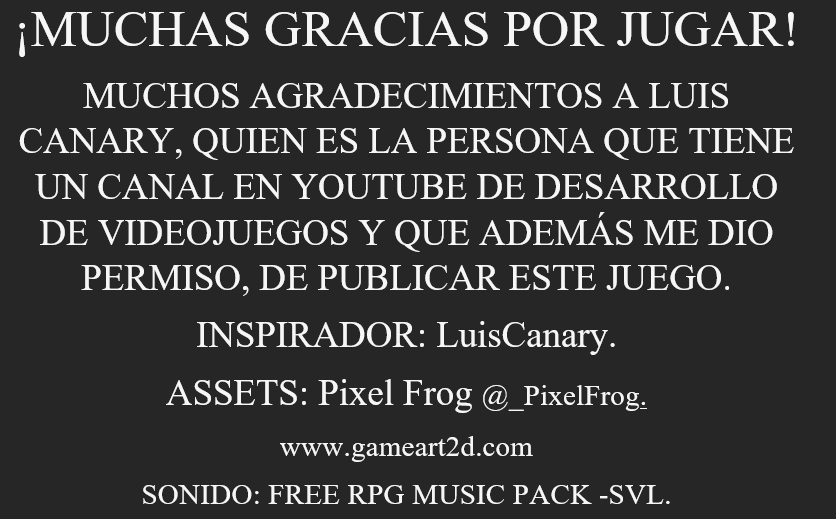 ¡MUCHAS GRACIAS POR JUGAR!
MUCHOS AGRADECIMIENTOS A LUIS
CANARY, QUIEN ES LA PERSONA QUE TIENE
UN CANAL EN YOUTUBE DE DESARROLLO
DE VIDEOJUEGOS Y QUE ADEMÁS ME DIO
PERMISO, DE PUBLICAR ESTE JUEGO.
INSPIRADOR: LuisCanary.
ASSETS: Pixel Frog @_PixelFrog.
www.gameart2d.com
SONIDO: FREE RPG MUSIC PACK -SVL.